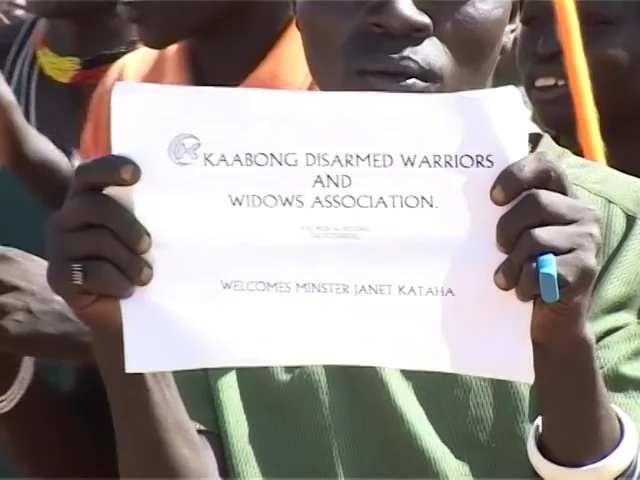 KAABONG DISARMED WARRIORS
AND
WIDOWS ASSOCIATION.
WELCOMES MINSTER JANET KATAHA